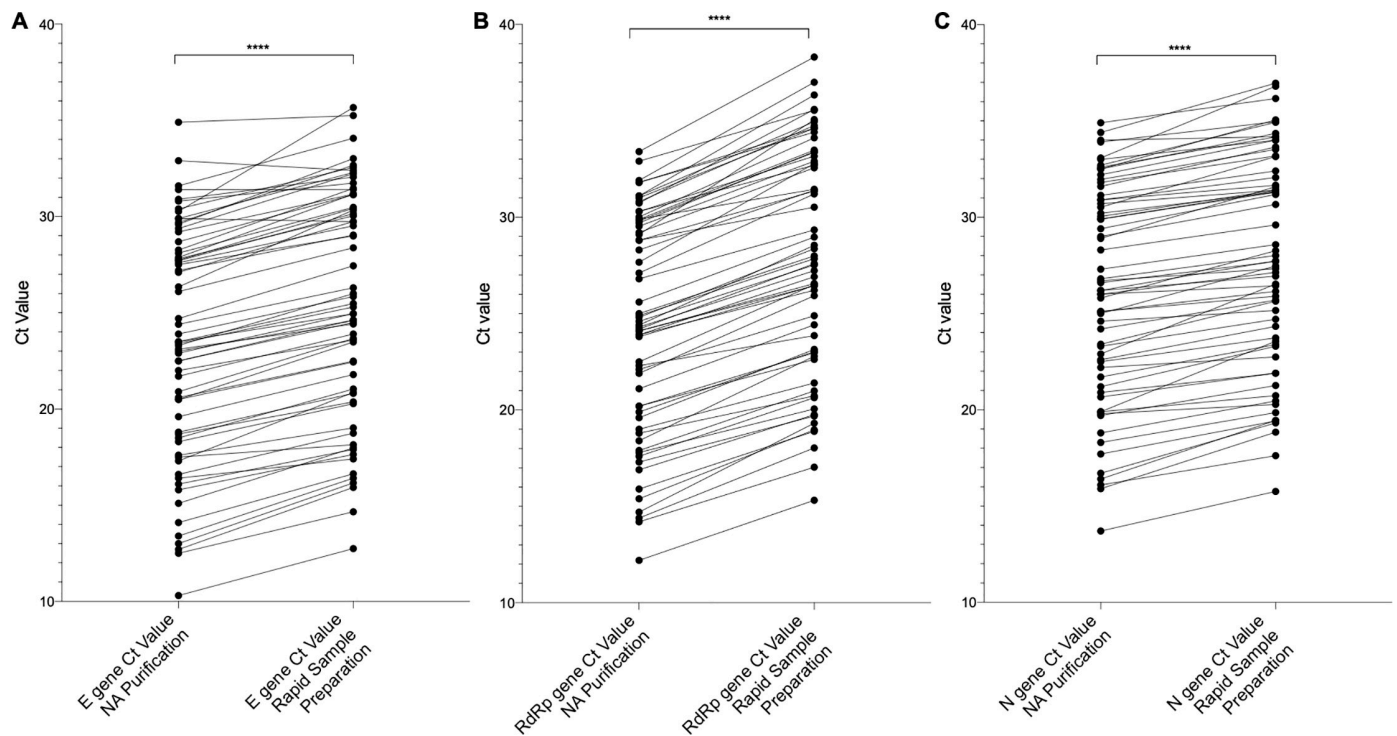 A
40
30
20
10
Ct Value
****
E gene Ct Value
NA Purification
E gene Ct Value
Rapid Sample
Preparation
B
40
30
20
10
Ct value
****
RdRp gene Ct Value
NA Purification
RdRp gene Ct Value
Rapid Sample
Preparation
C
40
30
20
10
Ct value
****
N gene Ct Value
NA Purification
N gene Ct Value
Rapid Sample
Preparation